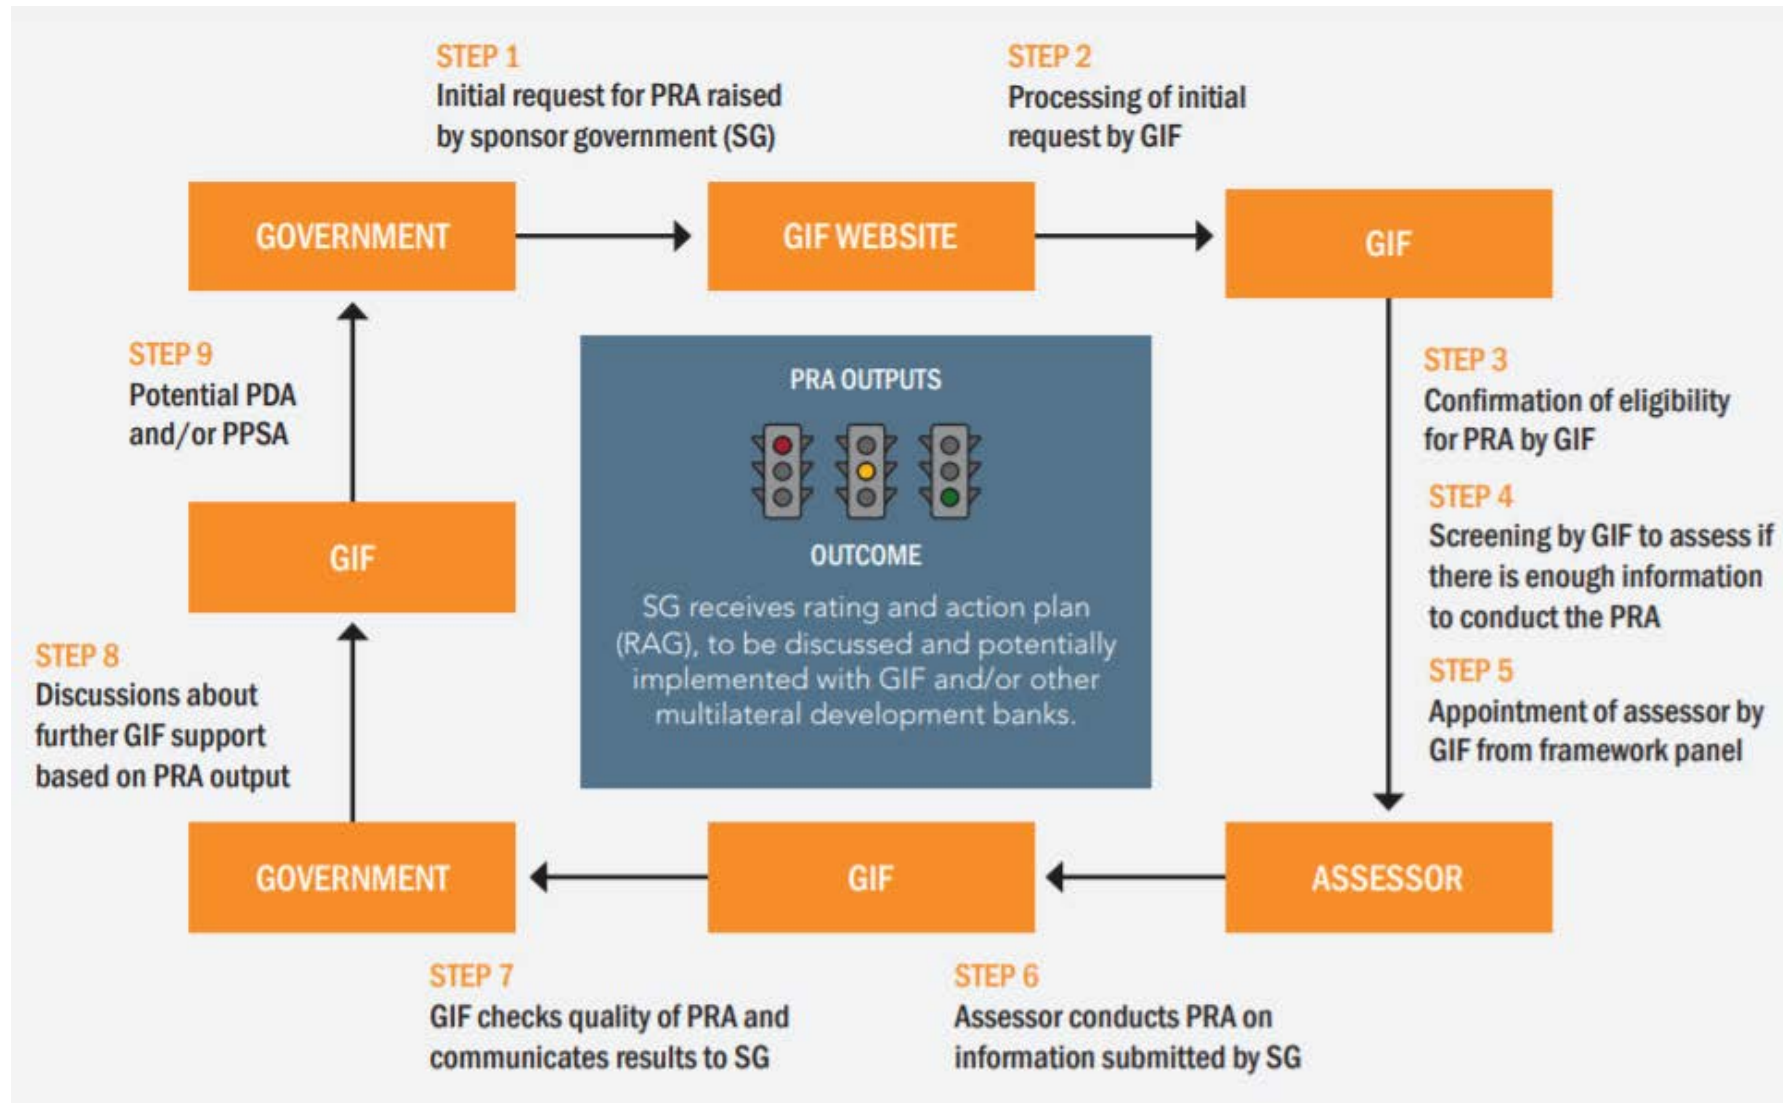 STEP 1
Initial request for PRA raised
by sponsor government (SG)
STEP 2
Processing of initial
request by GIF
GOVERNMENT
GIF WEBSITE
GIF
STEP 9
Potential PDA
and/or PPSA
PRA OUTPUTS
OUTCOME
SG receives rating and action plan
(RAG), to be discussed and potentially
implemented with GIF and/or other
multilateral development banks.
STEP 3
Confirmation of eligibility
for PRA by GIF
STEP 4
Screening by GIF to assess if
there is enough information
to conduct the PRA
STEP 5
Appointment of assessor by
GIF from framework panel
GIF
STEP 8
Discussions about
further GIF support
based on PRA output
GOVERNMENT
GIF
ASSESSOR
STEP 7
GIF checks quality of PRA and
communicates results to SG
STEP 6
Assessor conducts PRA on
information submitted by SG